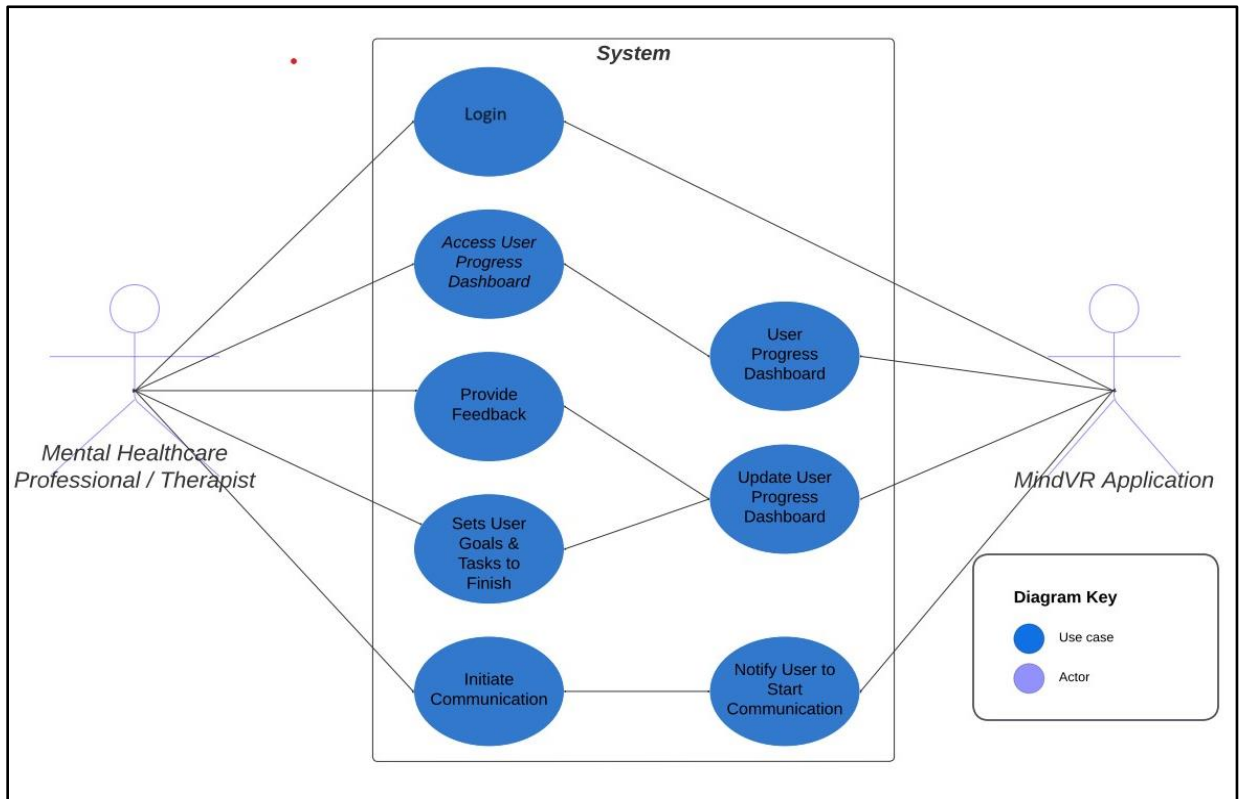 System
Login
Access User
Progress
Dashboard
User
Progress
Dashboard
Provide
Feedback
Mental Healthcare
Professional / Therapist
MindVR Application
Update User
Progress
Dashboard
Sets User
Goals &
Tasks to
Finish
Diagram Key
Use case
Actor
Initiate
Communication
Notify User to
Start
Communication